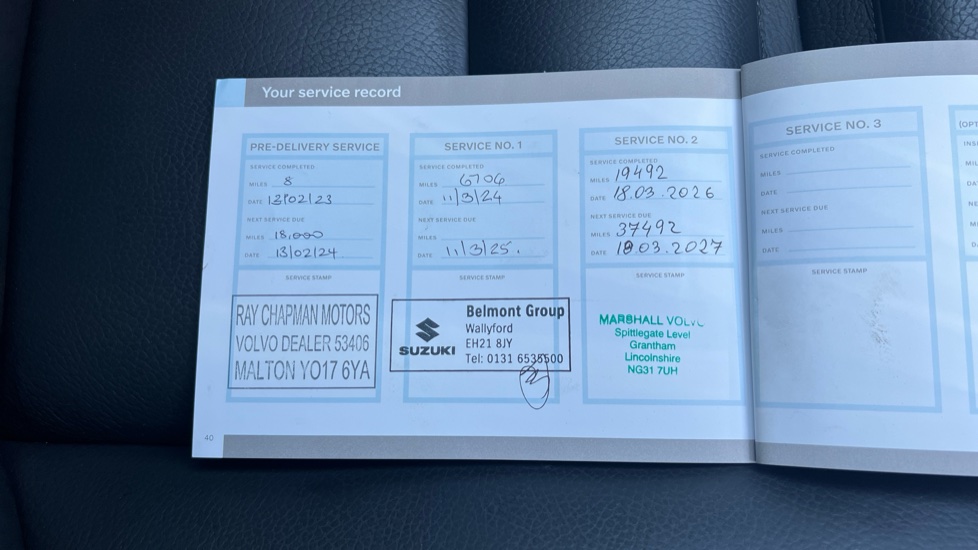 Your service record
PRE-DELIVERY SERVICE
SERVICE COMPLETED
MILES 8
DATE 13/02/23
NEXT SERVICE DUE
MILES 18,000
DATE 13/02/24
SERVICE STAMP
RAY CHAPMAN MOTORS
VOLVO DEALER 53406
MALTON YO17 6YA
SERVICE NO. 1
SERVICE COMPLETED
MILES 6706
DATE 11/3/24
NEXT SERVICE DUE
MILES
DATE 11/3/25.
SERVICE STAMP
SUZUKI
Belmont Group
Wallyford
EH21 8JY
Tel: 0131 6535500
SERVICE NO. 2
SERVICE COMPLETED
MILES 19492
DATE 18.03.2026
NEXT SERVICE DUE
MILES 37492
DATE 18.03.2027
SERVICE STAMP
MARSHALL VOLVO
Spittlegate Level
Grantham
Lincolnshire
NG31 7UH
40
SERVICE NO. 3
SERVICE COMPLETED
MILES
DATE
NEXT SERVICE DUE
MILES
DATE
SERVICE STAMP